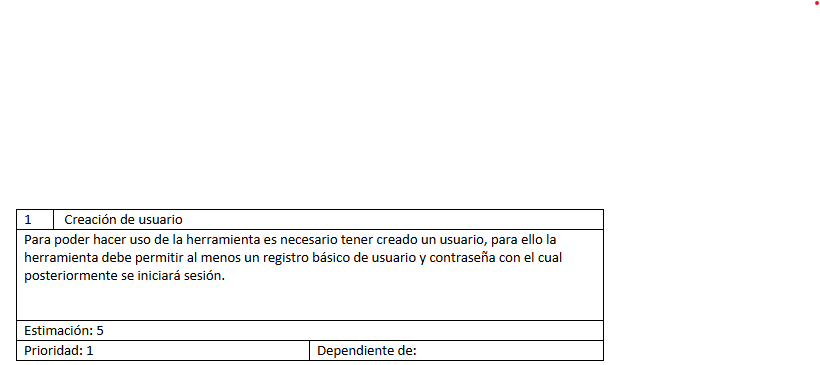 1 Creación de usuario
Para poder hacer uso de la herramienta es necesario tener creado un usuario, para ello la
herramienta debe permitir al menos un registro básico de usuario y contraseña con el cual
posteriormente se iniciará sesión.
Estimación: 5
Prioridad: 1 Dependiente de: